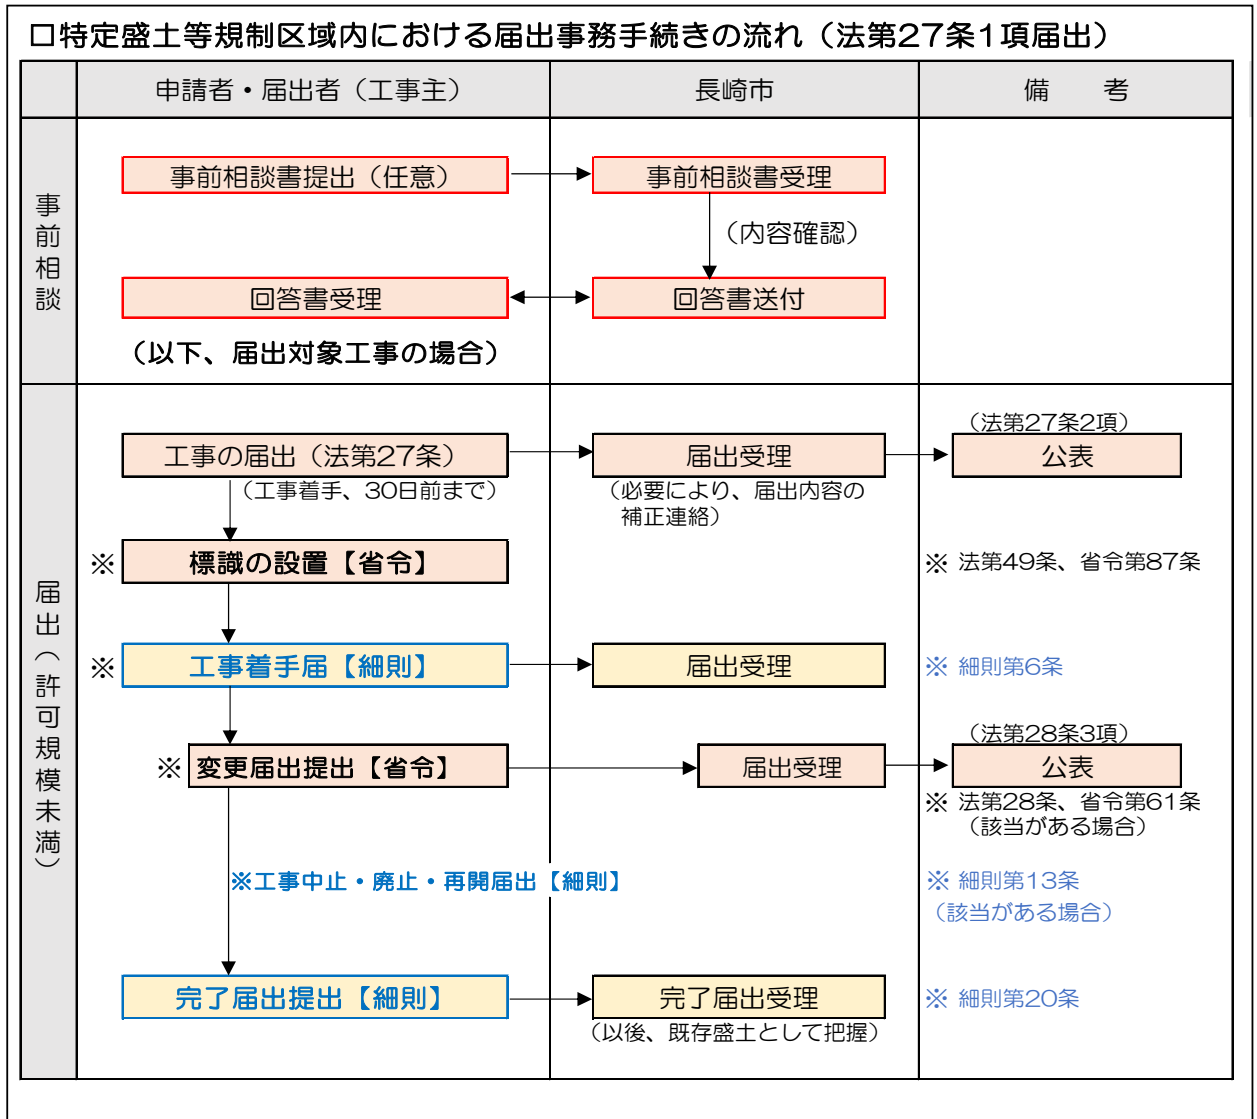 □特定盛土等規制区域内における届出事務手続きの流れ（法第27条1項届出）
申請者・届出者（工事主）
長崎市
備　考
事前相談
事前相談書提出（任意）
事前相談書受理
（内容確認）
回答書受理
回答書送付
（以下、届出対象工事の場合）
届出（許可規模未満）
（法第27条2項）
工事の届出（法第27条）
届出受理
公表
（工事着手、30日前まで）
（必要により、届出内容の
補正連絡）
※ 標識の設置【省令】
※ 法第49条、省令第87条
※ 工事着手届【細則】
届出受理
※ 細則第6条
（法第28条3項）
※ 変更届出提出【省令】
届出受理
公表
※ 法第28条、省令第61条
（該当がある場合）
※工事中止・廃止・再開届出【細則】
※ 細則第13条
（該当がある場合）
完了届出提出【細則】
完了届出受理
※ 細則第20条
（以後、既存盛土として把握）